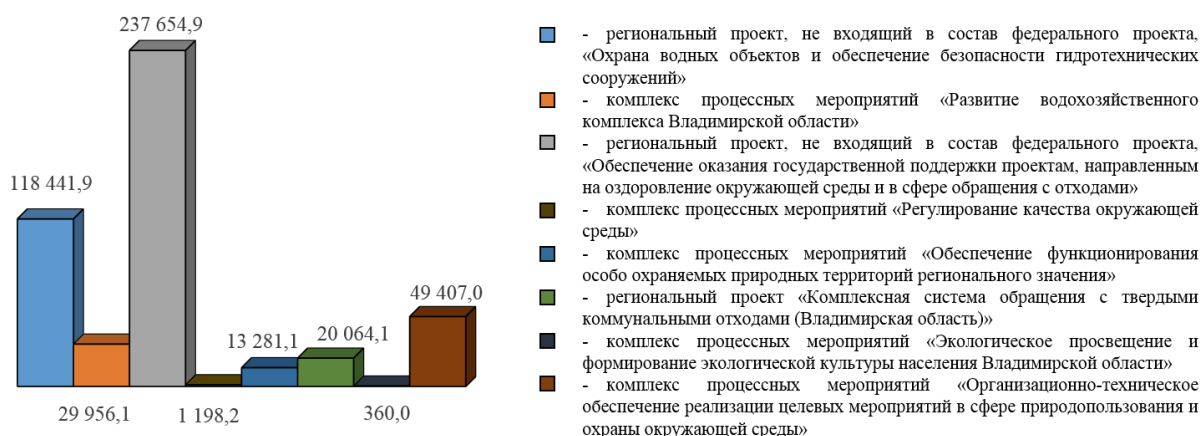 237 654,9
118 441,9
49 407,0
13 281,1
20 064,1
29 956,1
1 198,2
360,0
- региональный проект, не входящий в состав федерального проекта,
«Охрана водных объектов и обеспечение безопасности гидротехнических
сооружений»
- комплекс процессных мероприятий «Развитие водохозяйственного
комплекса Владимирской области»
- региональный проект, не входящий в состав федерального проекта,
«Обеспечение оказания государственной поддержки проектам, направленным
на оздоровление окружающей среды и в сфере обращения с отходами»
- комплекс процессных мероприятий «Регулирование качества окружающей
среды»
- комплекс процессных мероприятий «Обеспечение функционирования
особо охраняемых природных территорий регионального значения»
- региональный проект «Комплексная система обращения с твердыми
коммунальными отходами (Владимирская область)»
- комплекс процессных мероприятий «Экологическое просвещение и
формирование экологической культуры населения Владимирской области»
- комплекс процессных мероприятий «Организационно-техническое
обеспечение реализации целевых мероприятий в сфере природопользования и
охраны окружающей среды»